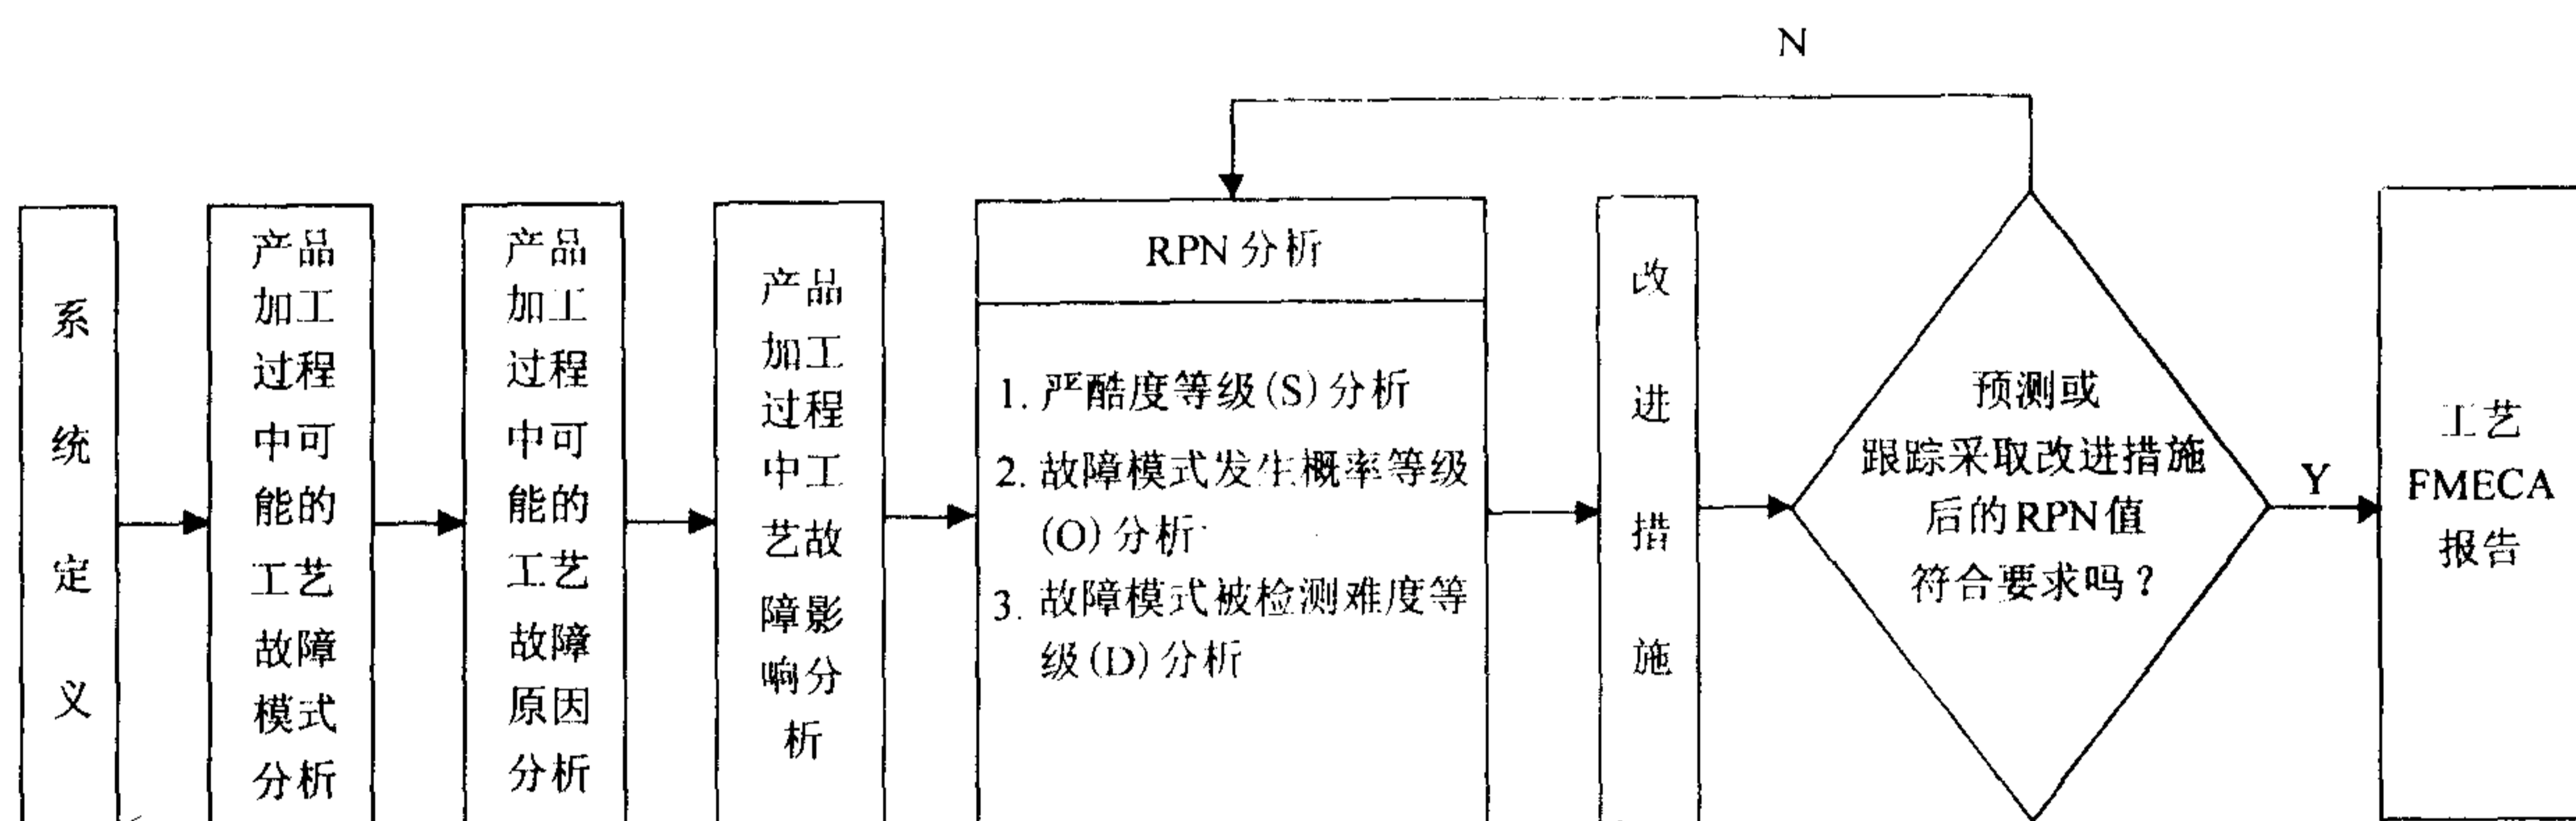 N
系
统
定
义
产品
加工
过程
中可
能的
工艺
故障
模式
分析
产品
加工
过程
中可
能的
工艺
故障
原因
分析
产品
加工
过程
中工
艺故
障影
响分
析
RPN 分析
1. 严酷度等级(S)分析
2. 故障模式发生概率等级
(O)分析
3. 故障模式被检测难度等
级(D)分析
改
进
措
施
预测或
跟踪采取改进措施
后的RPN值
符合要求吗?
Y
工艺
FMECA
报告